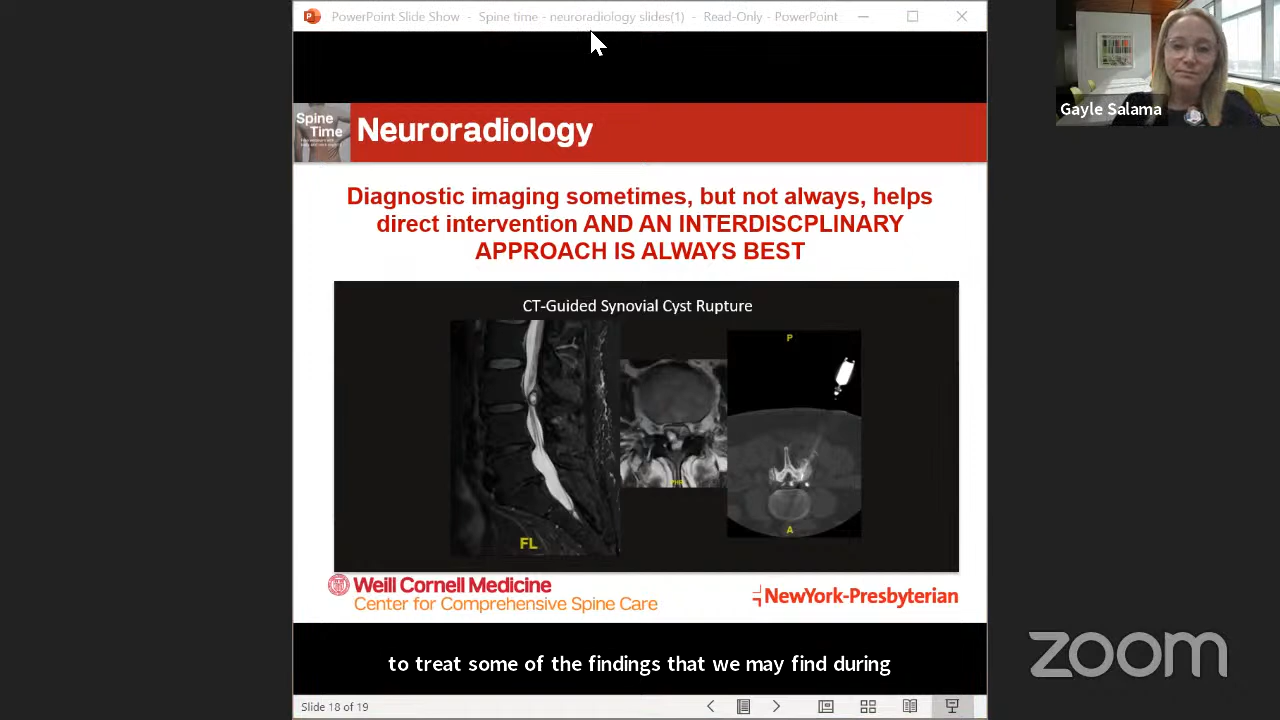 PowerPoint Slide Show - Spine time - neuroradiology slides(1) - Read-Only - PowerPoint
Gayle Salama
Spine
Time
Neuroradiology
Diagnostic imaging sometimes, but not always, helps
direct intervention AND AN INTERDISCPLINARY
APPROACH IS ALWAYS BEST
CT-Guided Synovial Cyst Rupture
P
FL
A
Weill Cornell Medicine
Center for Comprehensive Spine Care
NewYork-Presbyterian
to treat some of the findings that we may find during
zoom
Slide 18 of 19